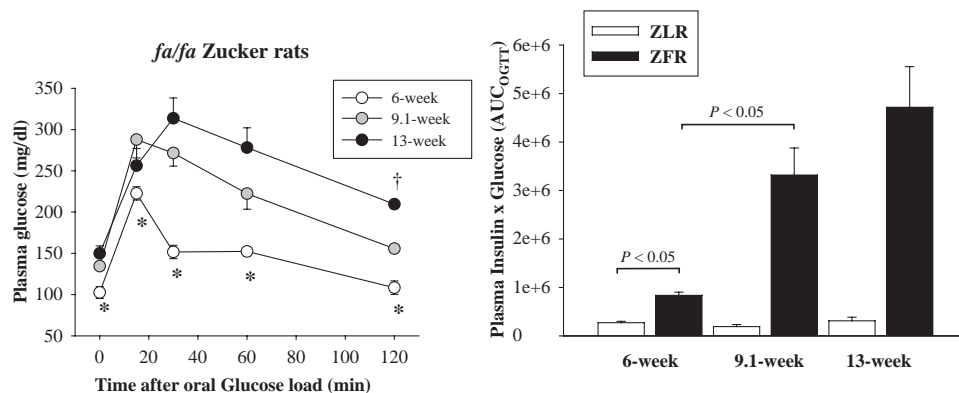 fa/fa Zucker rats
Plasma glucose (mg/dl)
350
300
250
200
150
100
50
6-week
9.1-week
13-week
*
*
*
*
*
†
0
20
40
60
80
100
120
Time after oral Glucose load (min)
ZLR
ZFR
Plasma Insulin x Glucose (AUCOGTT)
6e+6
5e+6
4e+6
3e+6
2e+6
1e+6
0
P < 0.05
P < 0.05
6-week
9.1-week
13-week